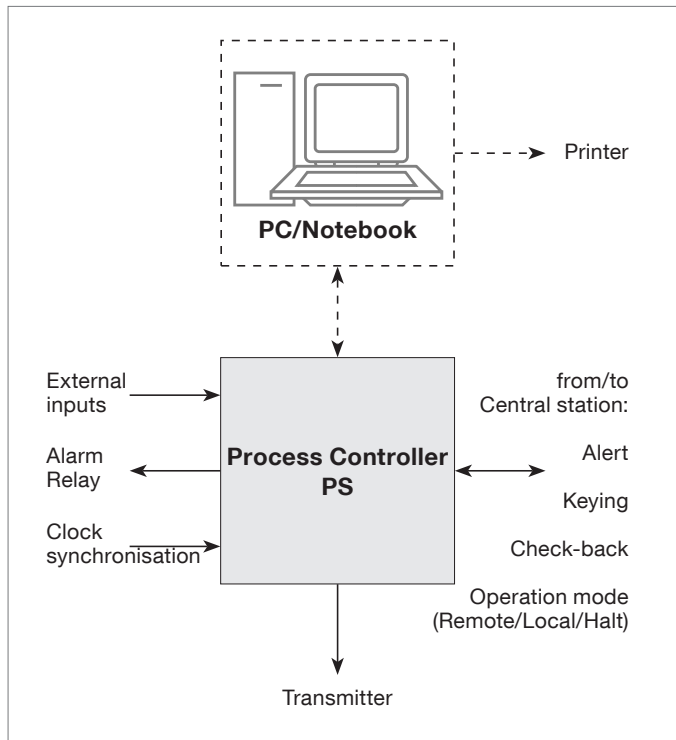 Printer
PC/Notebook
External
inputs
Alarm
Relay
Clock
synchronisation
Process Controller
PS
from/to
Central station:
Alert
Keying
Check-back
Operation mode
(Remote/Local/Halt)
Transmitter